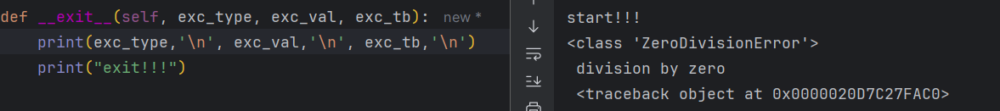 def __exit__(self, exc_type, exc_val, exc_tb): new *
    print(exc_type,'\n', exc_val,'\n', exc_tb,'\n')
    print("exit!!!")
start!!!
<class 'ZeroDivisionError'>
 division by zero
 <traceback object at 0x0000020D7C27FAC0>